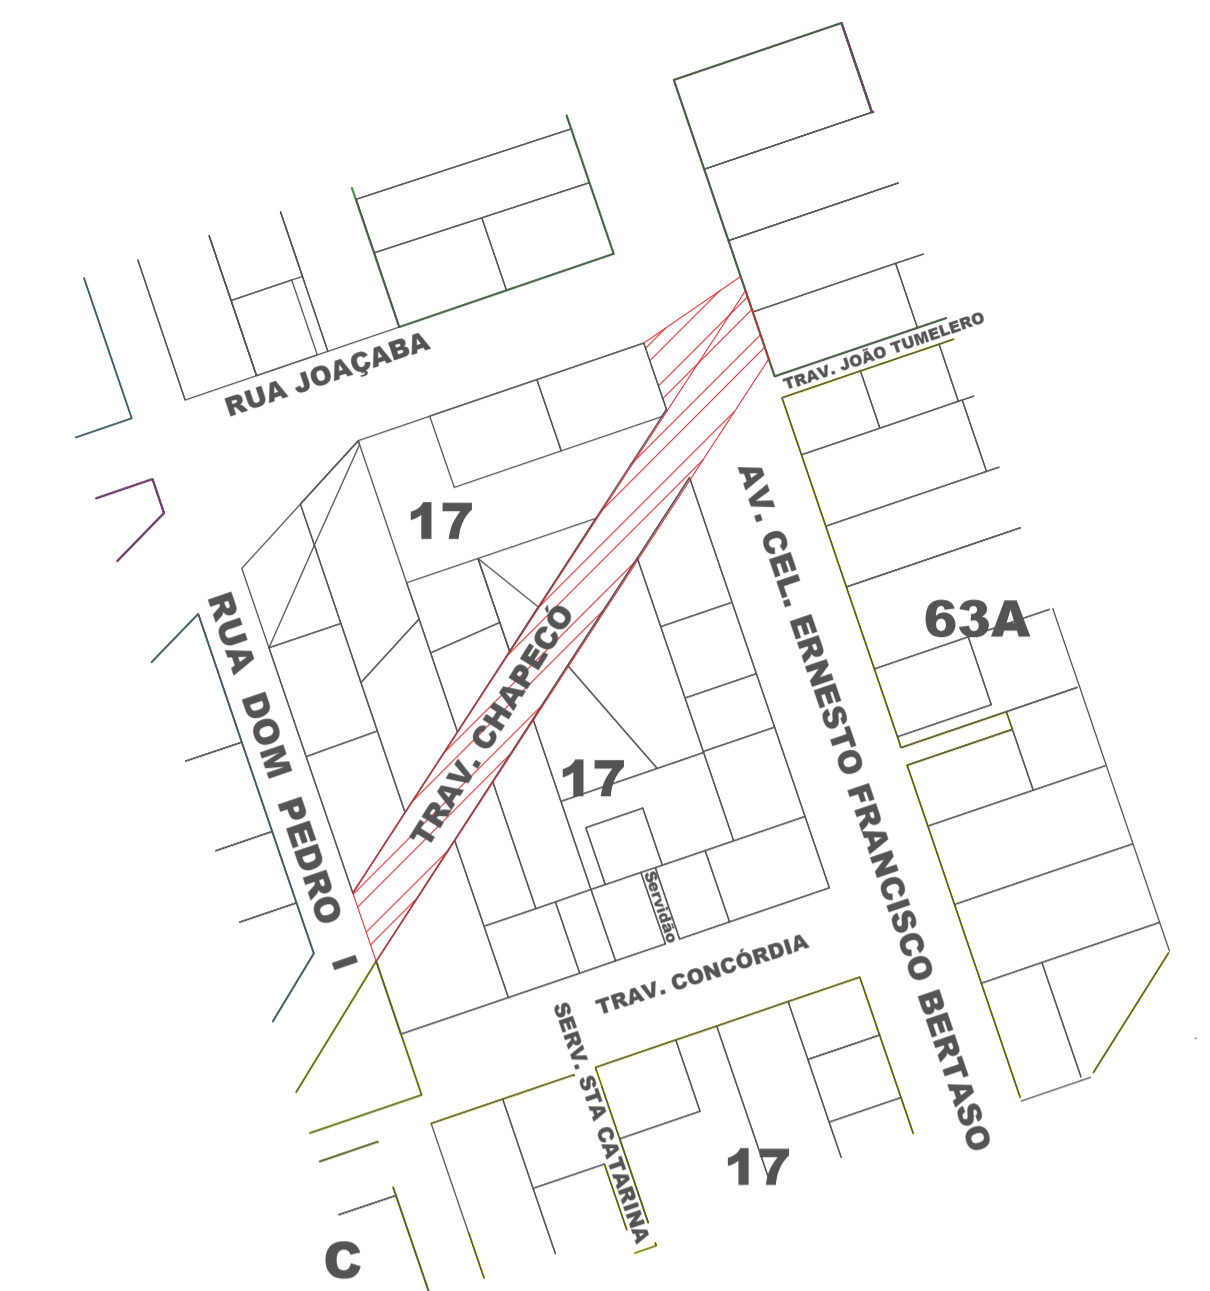 RUA JOAÇABA
TRAV. JOÃO TUMELERO
17
AV. CEL. ERNESTO FRANCISCO BERTASO
63A
RUA DOM PEDRO I
TRAV. CHAPECÓ
17
Servidão
TRAV. CONCÓRDIA
SERV. STA CATARINA
17
C